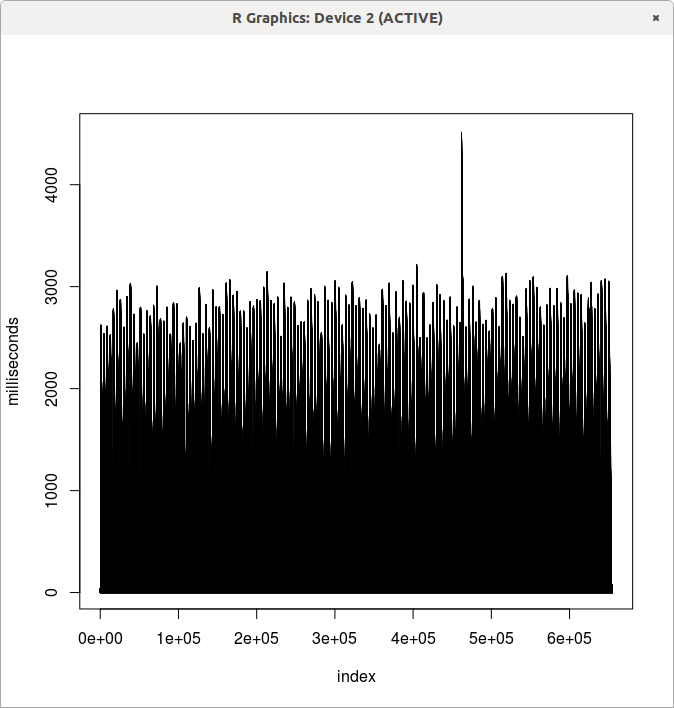 R Graphics: Device 2 (ACTIVE) ×
4000
3000
2000
1000
0
milliseconds
0e+00 1e+05 2e+05 3e+05 4e+05 5e+05 6e+05
index